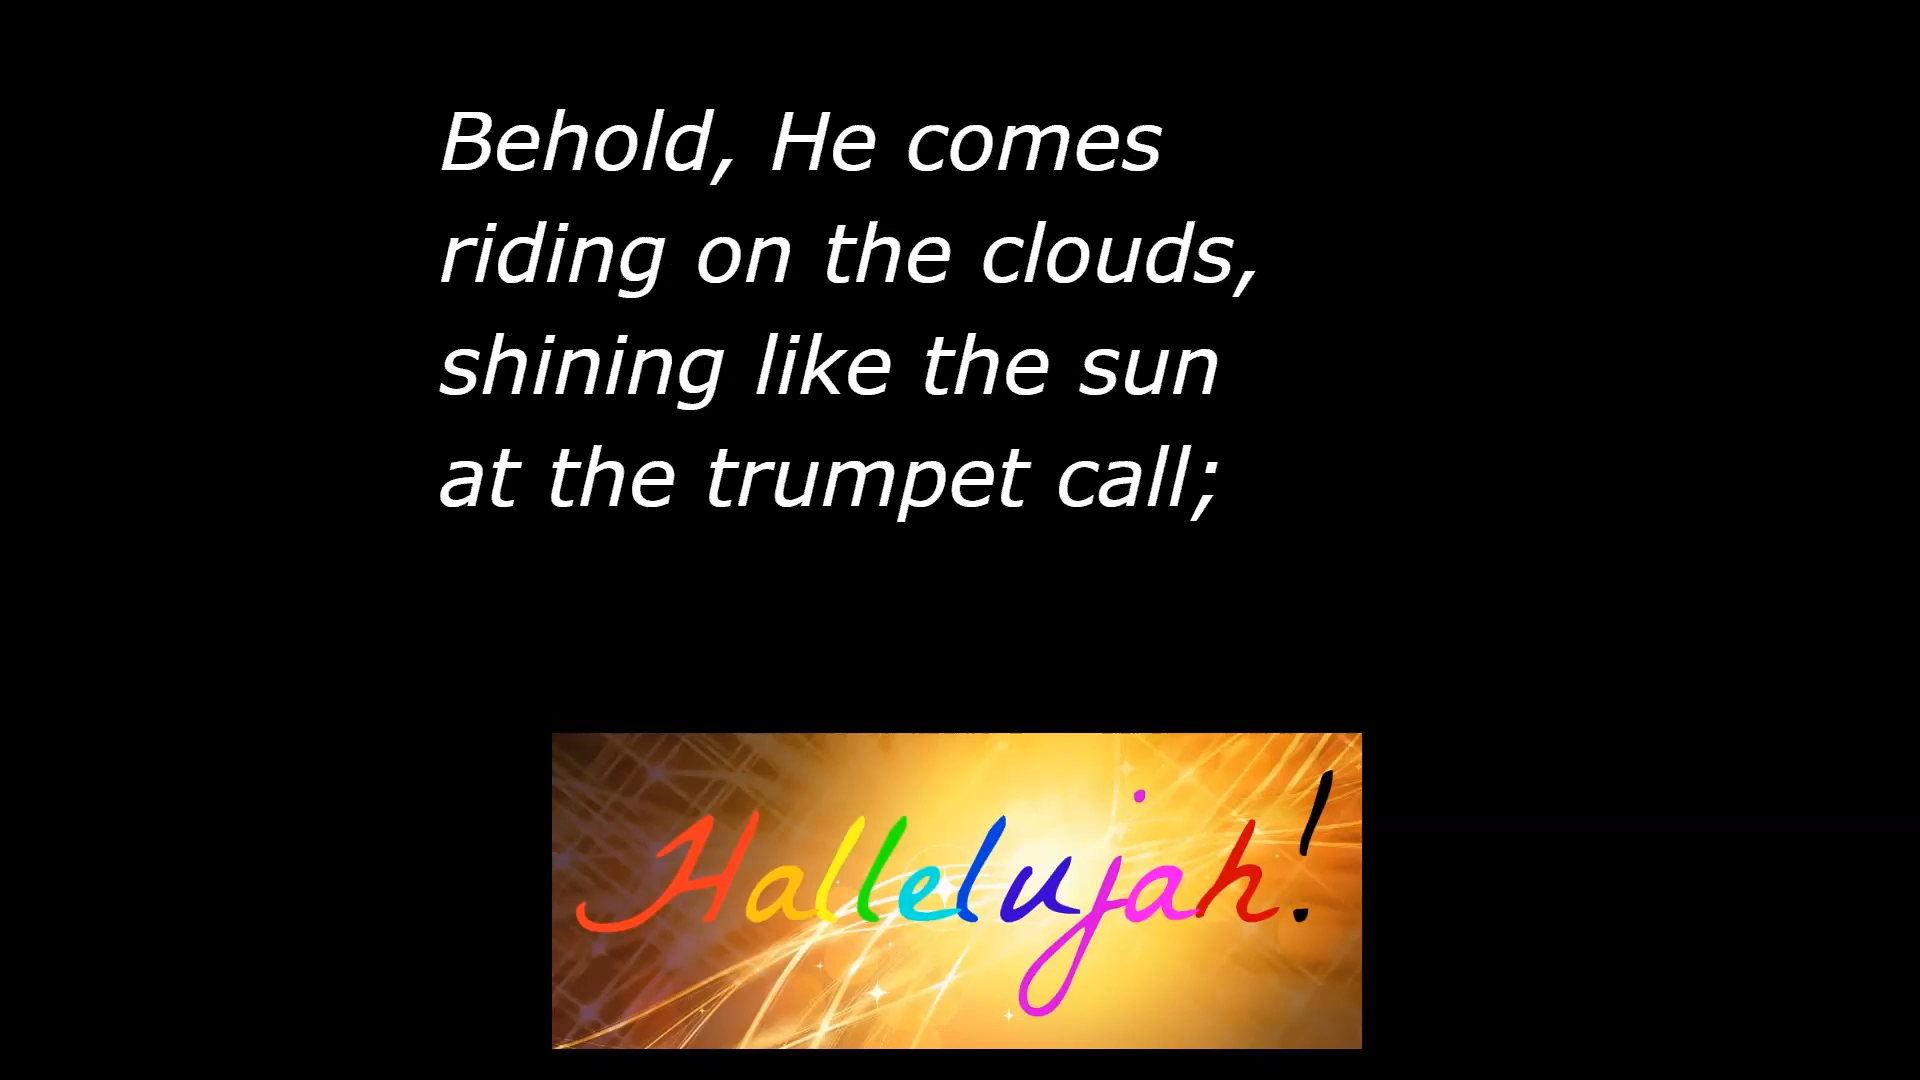 Behold, He comes
riding on the clouds,
shining like the sun
at the trumpet call;
Hallelujah!